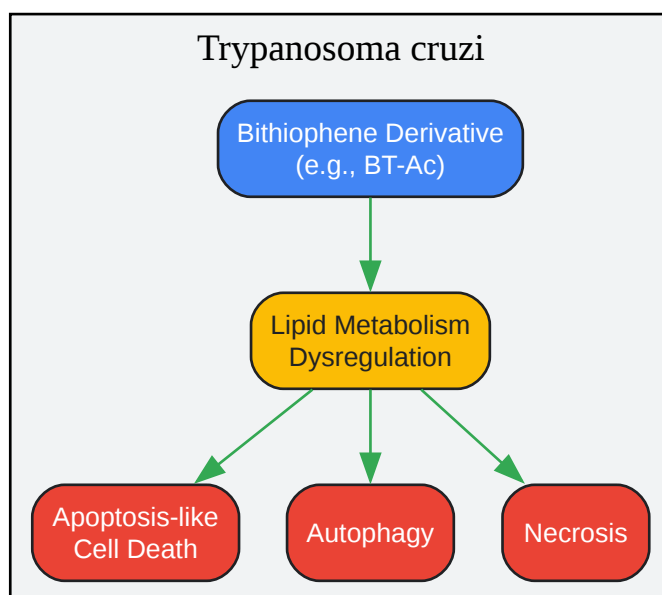 Trypanosoma cruzi
Bithiophene Derivative
(e.g., BT-Ac)
Lipid Metabolism
Dysregulation
Apoptosis-like
Cell Death
Autophagy
Necrosis